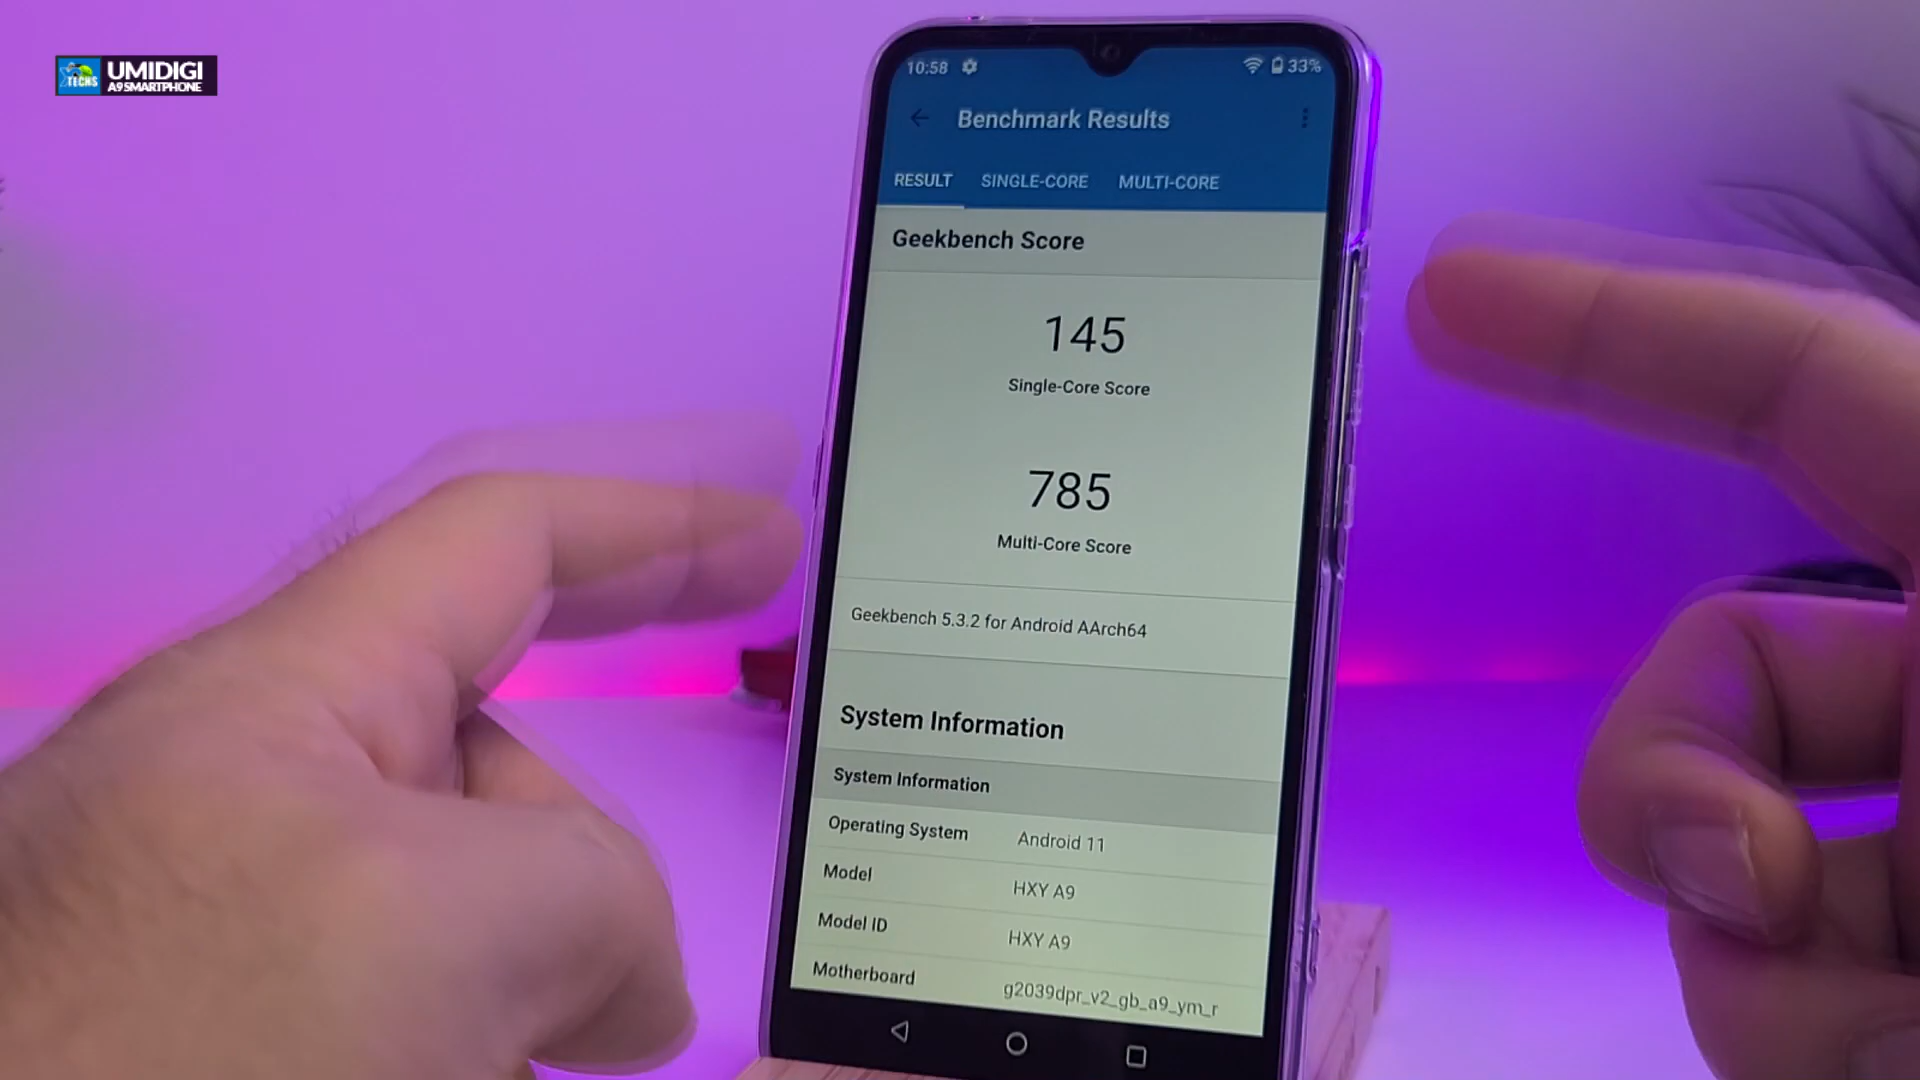 TECHS
UMIDIGI
A9 SMARTPHONE
10:58
33%
Benchmark Results
RESULT SINGLE-CORE MULTI-CORE
Geekbench Score
145
Single-Core Score
785
Multi-Core Score
Geekbench 5.3.2 for Android AArch64
System Information
System Information
Operating System Android 11
Model HXY A9
Model ID HXY A9
Motherboard g2039dpr_v2_gb_a9_ym_r